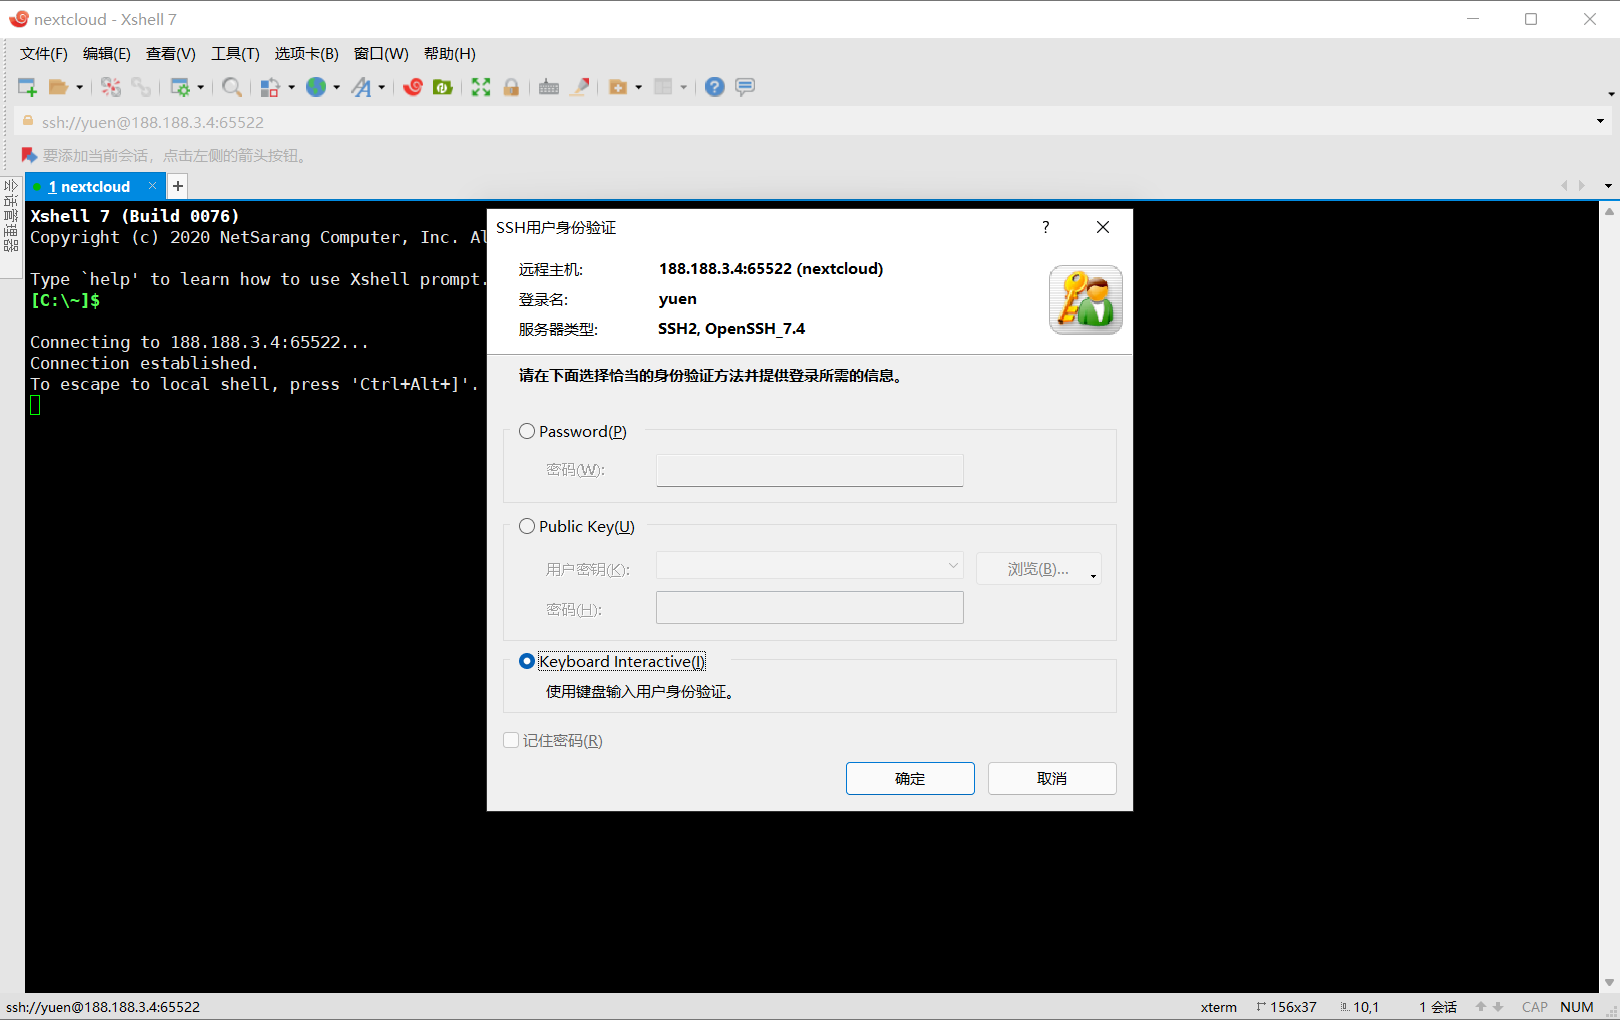 nextcloud - Xshell 7
文件(F) 编辑(E) 查看(V) 工具(T) 选项卡(B) 窗口(W) 帮助(H)
ssh://yuen@188.188.3.4:65522
要添加当前会话，点击左侧的箭头按钮。
会话管理器
1 nextcloud
Xshell 7 (Build 0076)
Copyright (c) 2020 NetSarang Computer, Inc. Al
Type `help' to learn how to use Xshell prompt.
[C:\~]$
Connecting to 188.188.3.4:65522...
Connection established.
To escape to local shell, press 'Ctrl+Alt+]'.
SSH用户身份验证
远程主机: 188.188.3.4:65522 (nextcloud)
登录名: yuen
服务器类型: SSH2, OpenSSH_7.4
请在下面选择恰当的身份验证方法并提供登录所需的信息。
Password(P)
密码(W):
Public Key(U)
用户密钥(K): 浏览(B)...
密码(H):
Keyboard Interactive(I)
使用键盘输入用户身份验证。
记住密码(R)
确定 取消
ssh://yuen@188.188.3.4:65522 xterm 156x37 10,1 1 会话 CAP NUM